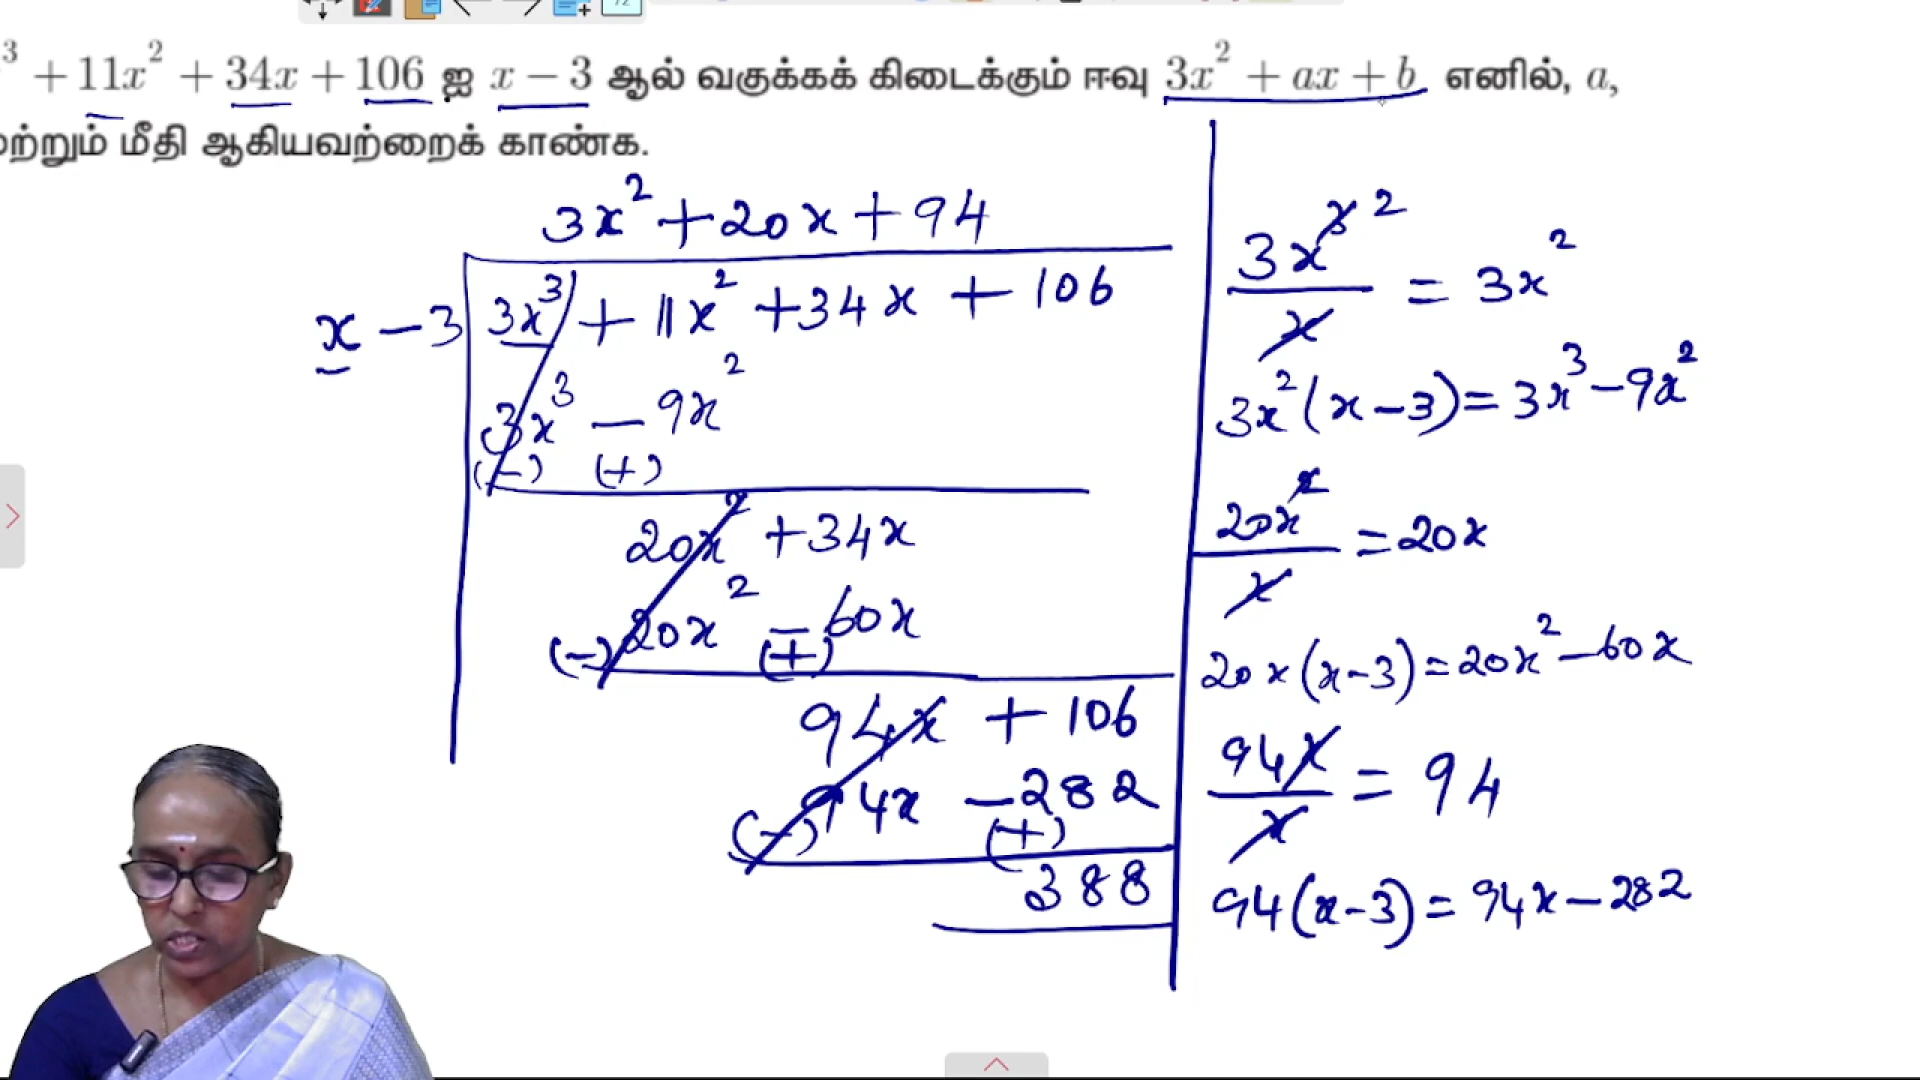 ³ + 11x² + 34x + 106 ஐ x − 3 ஆல் வகுக்கக் கிடைக்கும் ஈவு 3x² + ax + b எனில், a,
மீதி ஆகியவற்றைக் காண்க.
3x² + 20x + 94
x − 3
3x³ + 11x² + 34x + 106
3x³ − 9x²
(−) (+)
20x² + 34x
20x² − 60x
(−) (+)
94x + 106
94x − 282
(−) (+)
388
3x³ 2
x
= 3x²
3x²(x−3) = 3x³ − 9x²
20x²
x
= 20x
20x(x−3) = 20x² − 60x
94x
x
= 94
94(x−3) = 94x − 282